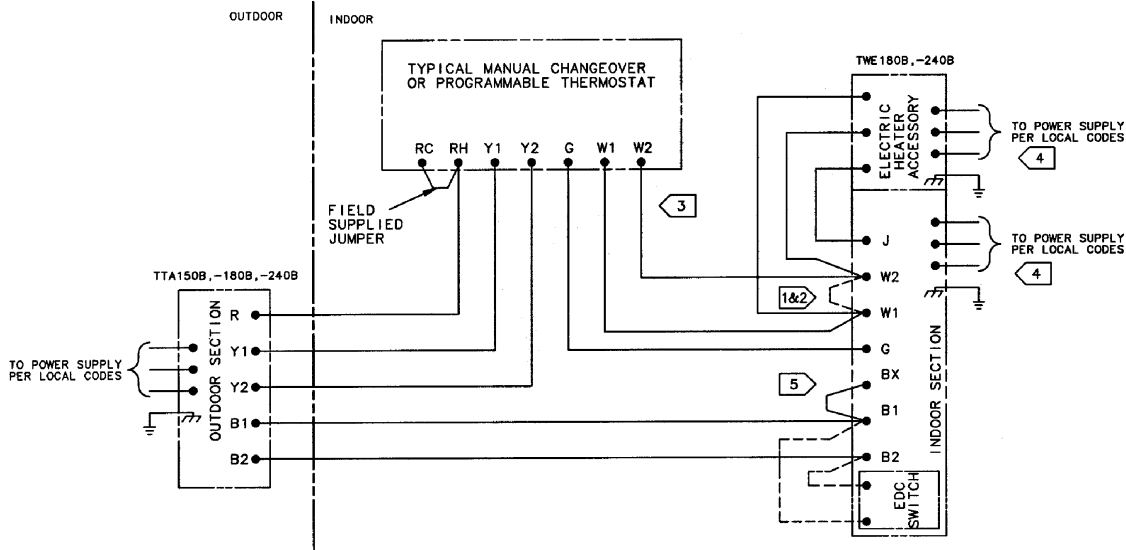 OUTDOOR
INDOOR
TYPICAL MANUAL CHANGEOVER
OR PROGRAMMABLE THERMOSTAT
RC RH Y1 Y2 G W1 W2
FIELD
SUPPLIED
JUMPER
3
TWE180B,-240B
ELECTRIC
HEATER
ACCESSORY
TO POWER SUPPLY
PER LOCAL CODES
4
TO POWER SUPPLY
PER LOCAL CODES
4
J
W2
1&2
W1
G
BX
5
B1
B2
INDOOR SECTION
EDC
SWITCH
TTA150B,-180B,-240B
OUTDOOR SECTION
R
Y1
Y2
B1
B2
TO POWER SUPPLY
PER LOCAL CODES